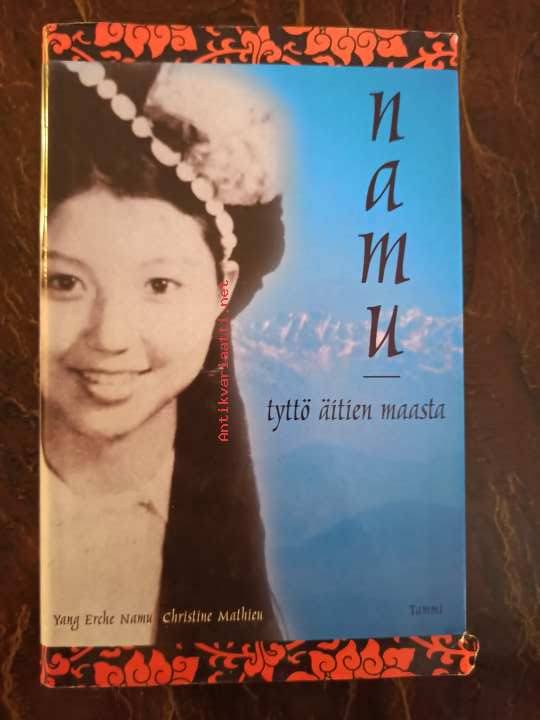 namu
tyttö äitien maasta
Antikvariaatti.net
Yang Erche Namu Christine Mathieu
Tammi